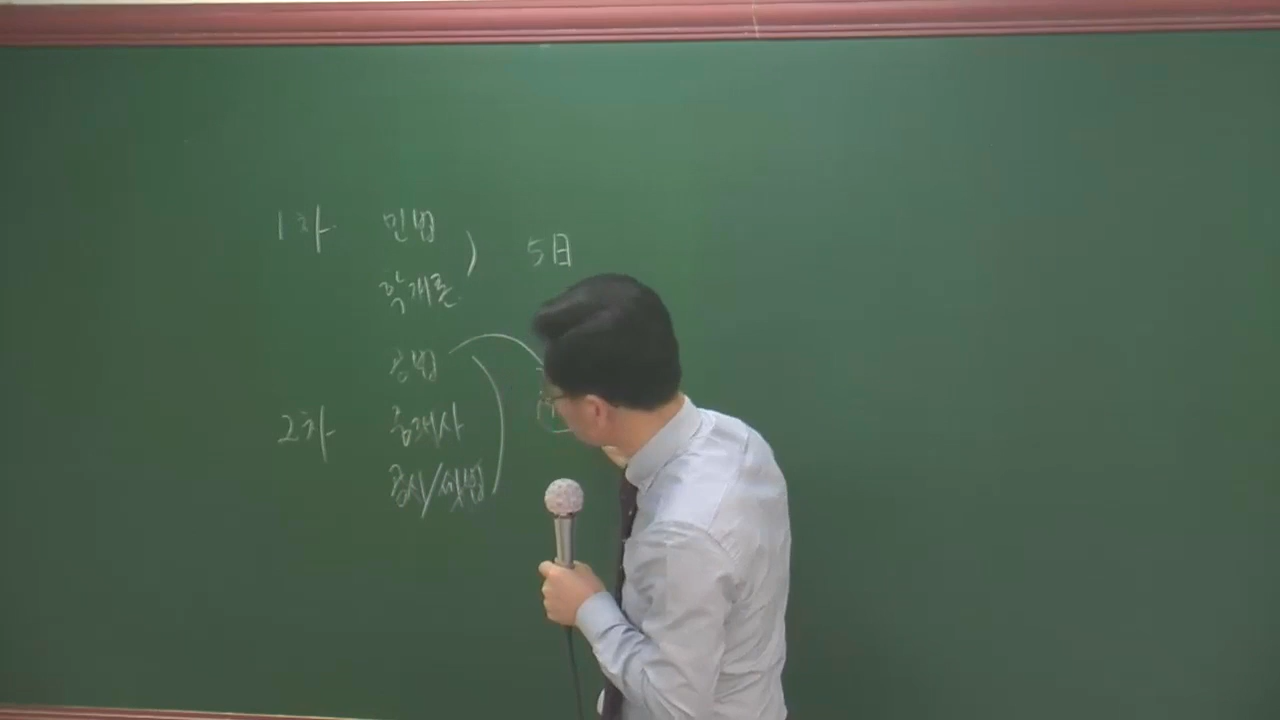 1차 민법
학개론
5日
공법
2차 중개사
공시/세법